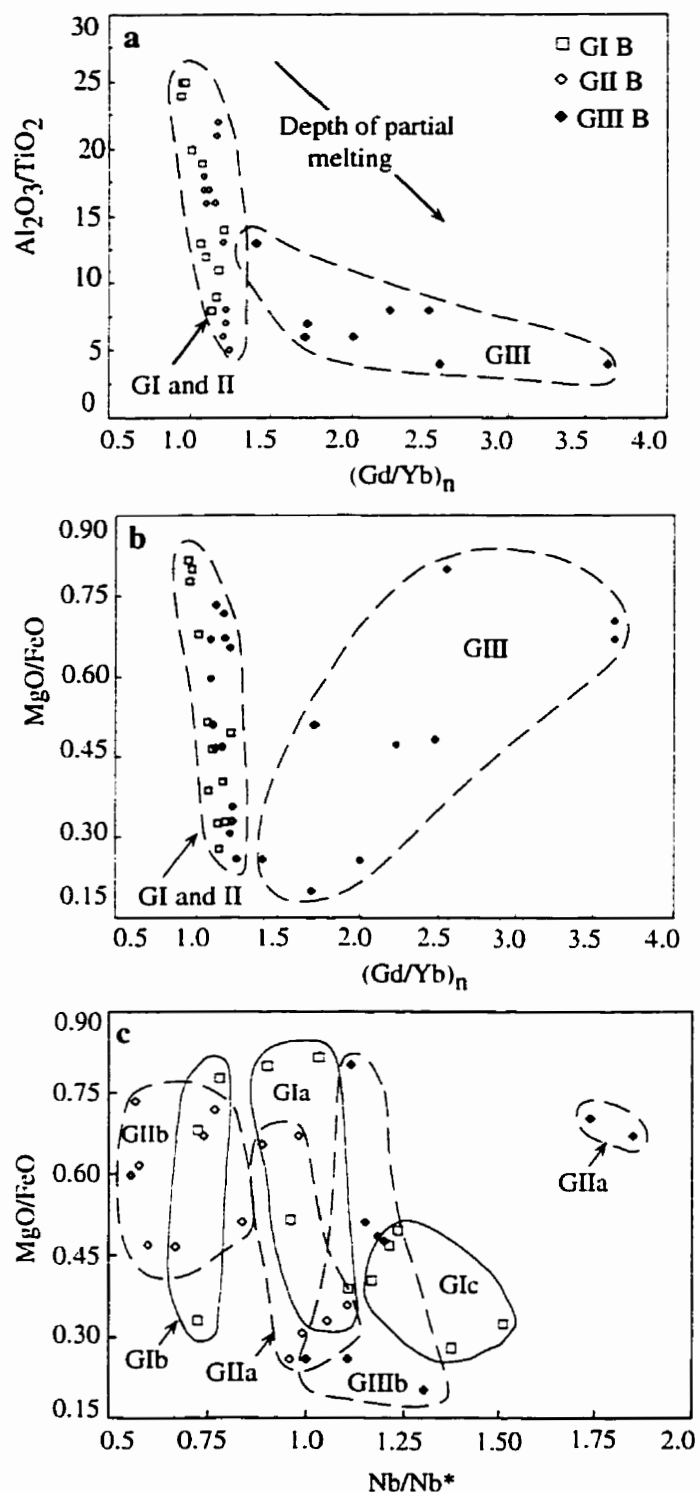 a
30
25
20
15
10
5
0
Al2O3/TiO2
GI B
GII B
GIII B
Depth of partial
melting
GI and II
GIII
0.5 1.0 1.5 2.0 2.5 3.0 3.5 4.0
(Gd/Yb)n
b
0.90
0.75
0.60
0.45
0.30
0.15
MgO/FeO
GIII
GI and II
0.5 1.0 1.5 2.0 2.5 3.0 3.5 4.0
(Gd/Yb)n
c
0.90
0.75
0.60
0.45
0.30
0.15
MgO/FeO
GIIb
GIa
GIIa
GIc
GIb
GIIa
GIIIb
0.5 0.75 1.0 1.25 1.50 1.75 2.0
Nb/Nb*